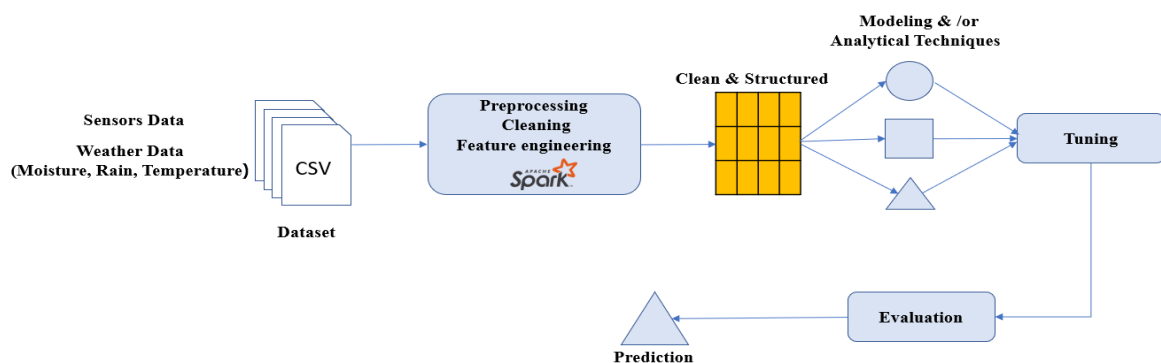 Sensors Data
Weather Data
(Moisture, Rain, Temperature)
CSV
Dataset
Preprocessing
Cleaning
Feature engineering
APACHE
Spark™
Clean & Structured
Modeling & /or
Analytical Techniques
Tuning
Evaluation
Prediction